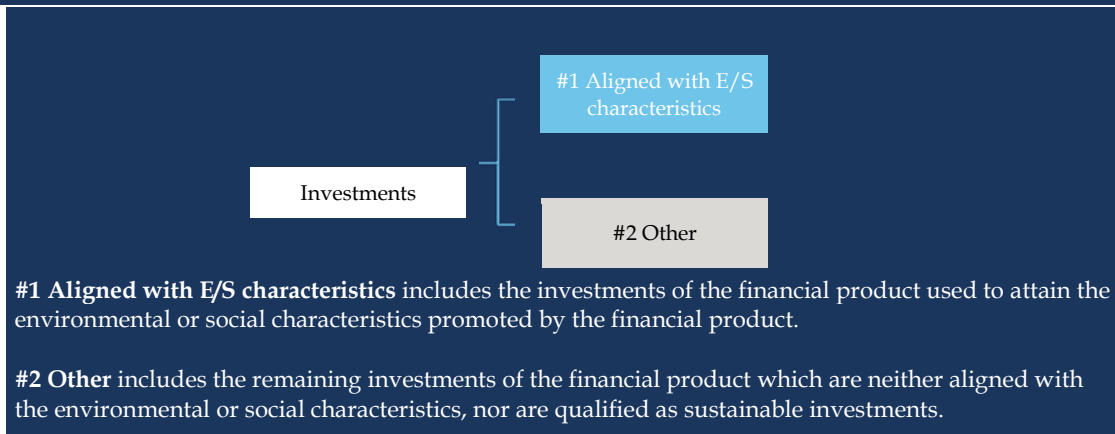 #1 Aligned with E/S
characteristics
Investments
#2 Other
#1 Aligned with E/S characteristics includes the investments of the financial product used to attain the
environmental or social characteristics promoted by the financial product.
#2 Other includes the remaining investments of the financial product which are neither aligned with
the environmental or social characteristics, nor are qualified as sustainable investments.